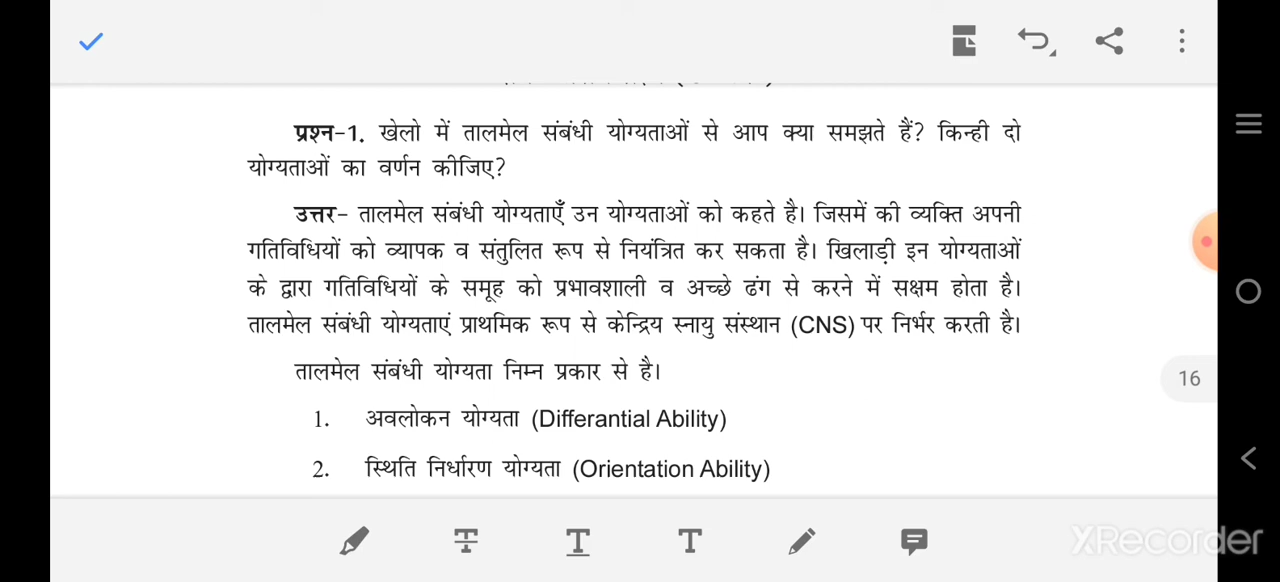 प्रश्न-1. खेलो में तालमेल संबंधी योग्यताओं से आप क्या समझते हैं? किन्ही दो
योग्यताओं का वर्णन कीजिए?
उत्तर- तालमेल संबंधी योग्यताएँ उन योग्यताओं को कहते है। जिसमें की व्यक्ति अपनी
गतिविधियों को व्यापक व संतुलित रूप से नियंत्रित कर सकता है। खिलाड़ी इन योग्यताओं
के द्वारा गतिविधियों के समूह को प्रभावशाली व अच्छे ढंग से करने में सक्षम होता है।
तालमेल संबंधी योग्यताएं प्राथमिक रूप से केन्द्रिय स्नायु संस्थान (CNS) पर निर्भर करती है।
16
तालमेल संबंधी योग्यता निम्न प्रकार से है।
1. अवलोकन योग्यता (Differantial Ability)
2. स्थिति निर्धारण योग्यता (Orientation Ability)
T T T
XRecorder